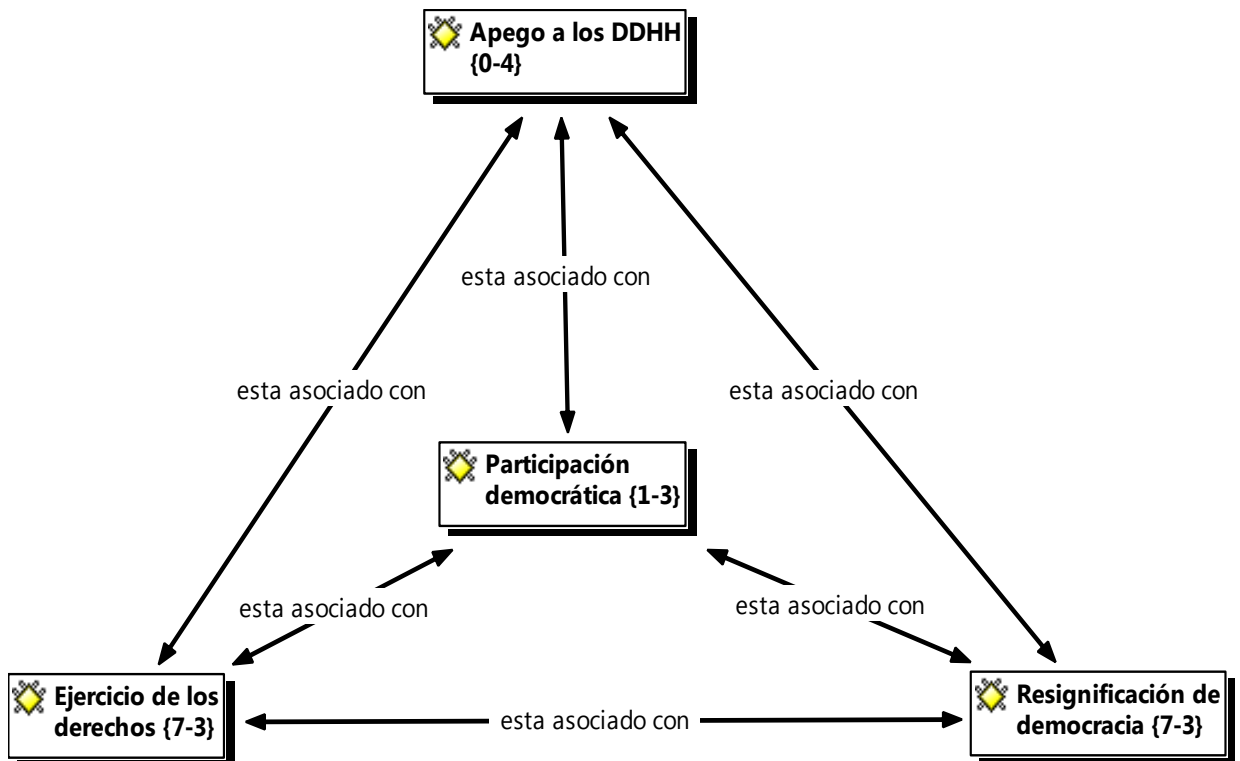 Apego a los DDHH
{0-4}
esta asociado con
esta asociado con
esta asociado con
Participación
democrática {1-3}
esta asociado con
esta asociado con
Ejercicio de los
derechos {7-3}
esta asociado con
Resignificación de
democracia {7-3}